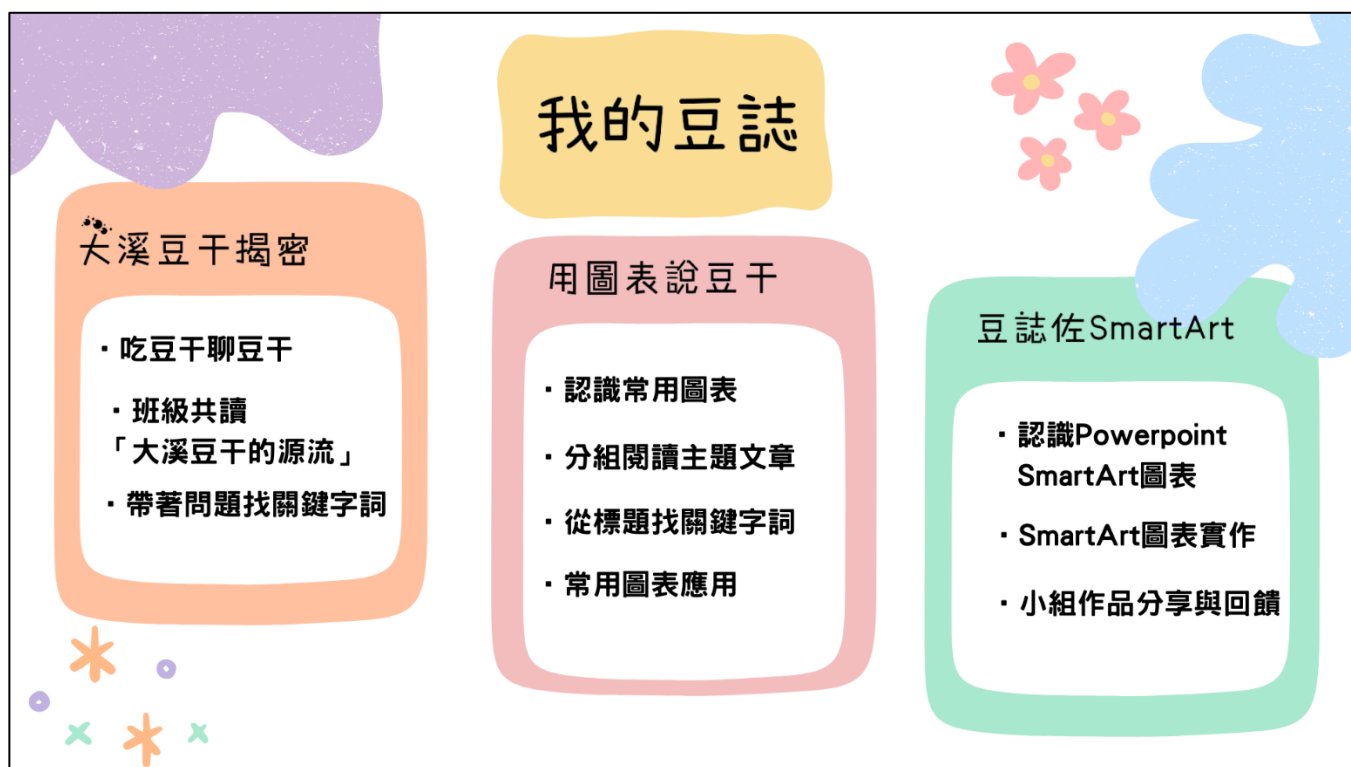 我的豆誌
大溪豆干揭密
・吃豆干聊豆干
・班級共讀
「大溪豆干的源流」
・帶著問題找關鍵字詞
用圖表說豆干
・認識常用圖表
・分組閱讀主題文章
・從標題找關鍵字詞
・常用圖表應用
豆誌佐SmartArt
・認識Powerpoint
SmartArt圖表
・SmartArt圖表實作
・小組作品分享與回饋